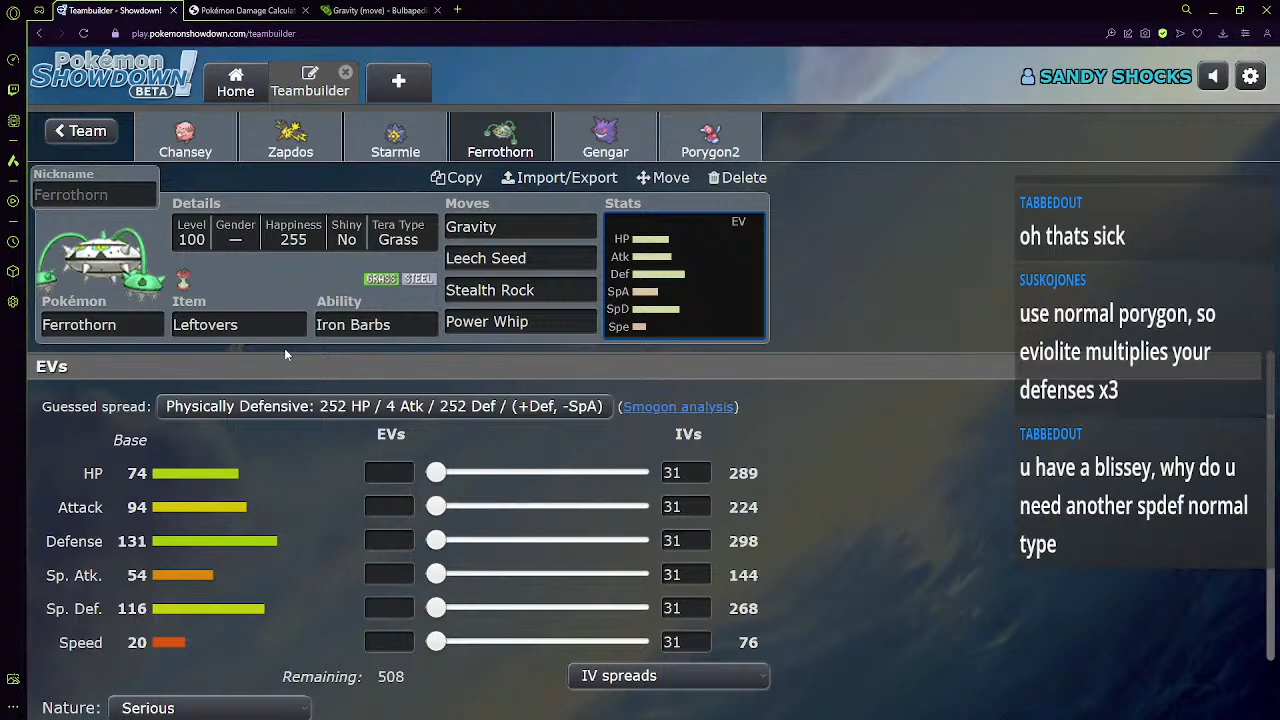 Teambuilder - Showdown!
Pokémon Damage Calculat
Gravity (move) - Bulbaped
play.pokemonshowdown.com/teambuilder
Pokémon
SHOWDOWN!
BETA
Home
Teambuilder
SANDY SHOCKS
Team
Chansey
Zapdos
Starmie
Ferrothorn
Gengar
Porygon2
Nickname
Ferrothorn
Copy
Import/Export
Move
Delete
Details
Level
Gender
Happiness
Shiny
Tera Type
100
—
255
No
Grass
GRASS
STEEL
Pokémon
Item
Ability
Ferrothorn
Leftovers
Iron Barbs
Moves
Gravity
Leech Seed
Stealth Rock
Power Whip
Stats
EV
HP
Atk
Def
SpA
SpD
Spe
TABBEDOUT
oh thats sick
SUSKOJONES
use normal porygon, so
eviolite multiplies your
defenses x3
TABBEDOUT
u have a blissey, why do u
need another spdef normal
type
EVs
Guessed spread:
Physically Defensive: 252 HP / 4 Atk / 252 Def / (+Def, -SpA)
(Smogon analysis)
Base
EVs
IVs
HP 74 31 289
Attack 94 31 224
Defense 131 31 298
Sp. Atk. 54 31 144
Sp. Def. 116 31 268
Speed 20 31 76
Remaining: 508
IV spreads
Nature: Serious